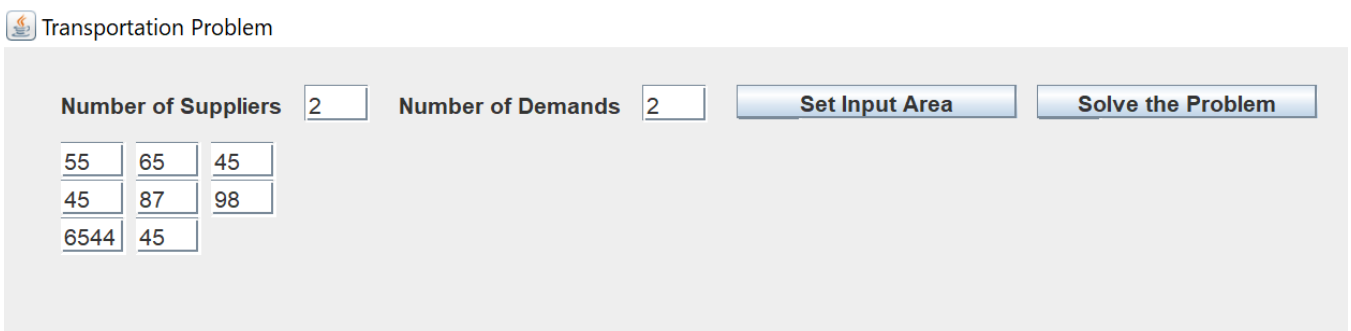 Transportation Problem
Number of Suppliers 2 Number of Demands 2 Set Input Area Solve the Problem
55 65 45
45 87 98
6544 45